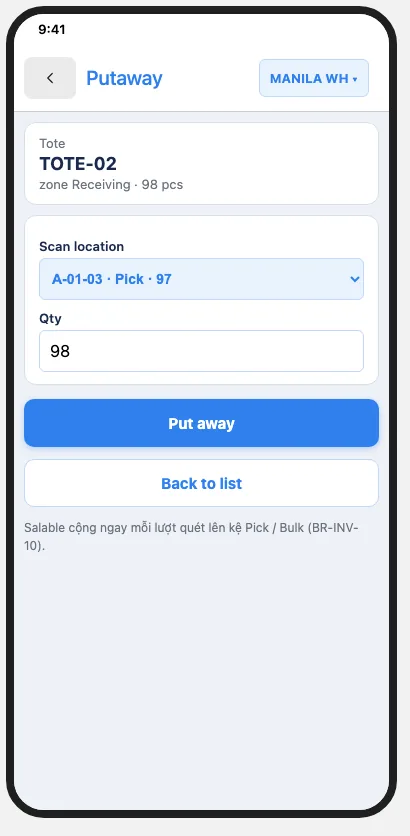 9:41
Putaway
MANILA WH ▾
Tote
TOTE-02
zone Receiving · 98 pcs
Scan location
A-01-03 · Pick · 97
Qty
98
Put away
Back to list
Salable cộng ngay mỗi lượt quét lên kệ Pick / Bulk (BR-INV-
10).